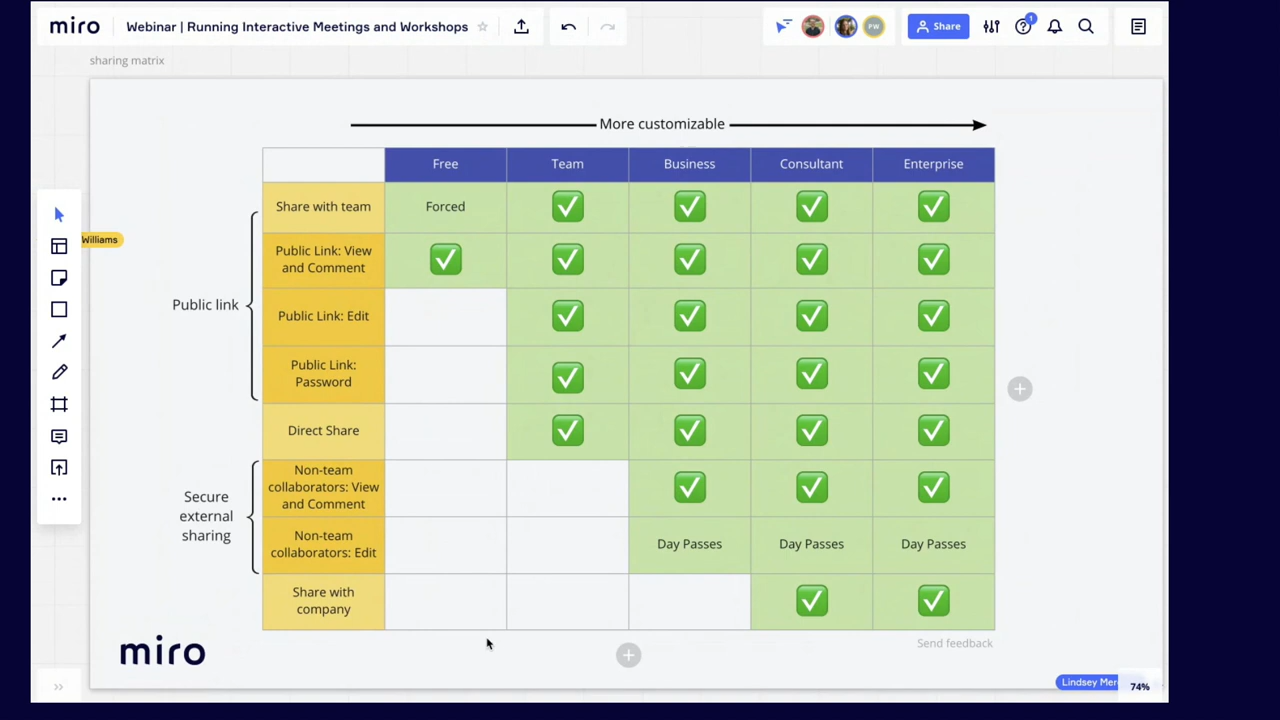 miro
Webinar | Running Interactive Meetings and Workshops
PW
Share
1
sharing matrix
More customizable
Free
Team
Business
Consultant
Enterprise
Share with team
Forced
Williams
Public Link: View
and Comment
Public link
Public Link: Edit
Public Link:
Password
Direct Share
Secure
external
sharing
Non-team
collaborators: View
and Comment
Non-team
collaborators: Edit
Day Passes
Day Passes
Day Passes
Share with
company
miro
Send feedback
Lindsey Mer
74%